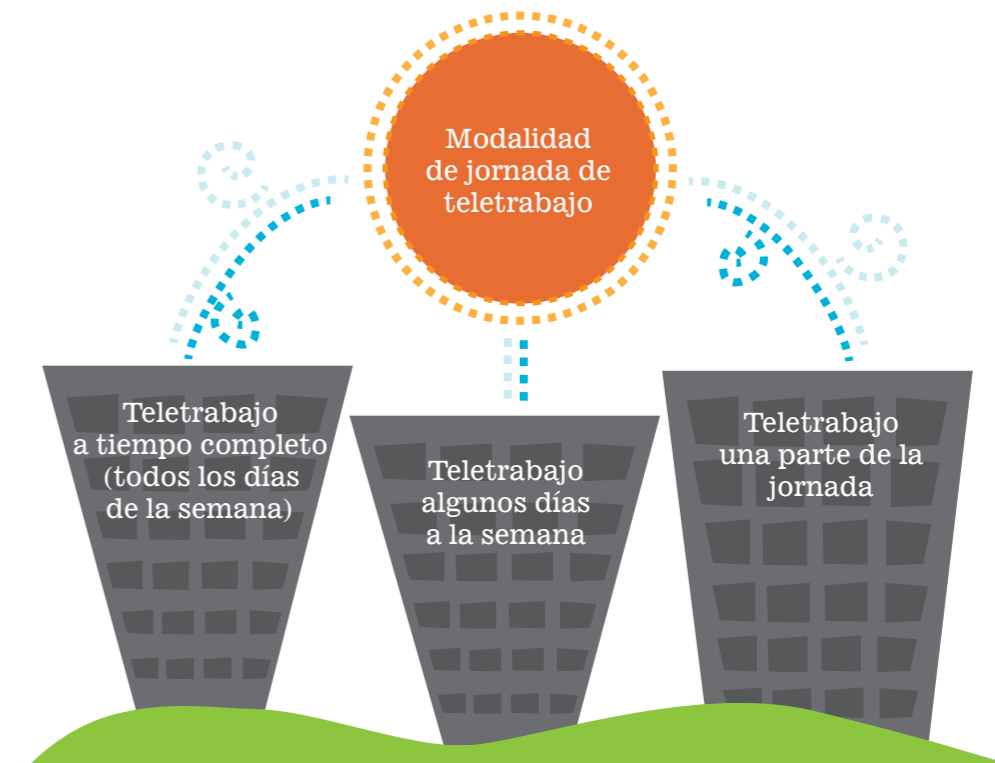 Modalidad
de jornada de
teletrabajo
Teletrabajo
a tiempo completo
(todos los días
de la semana)
Teletrabajo
algunos días
a la semana
Teletrabajo
una parte de la
jornada